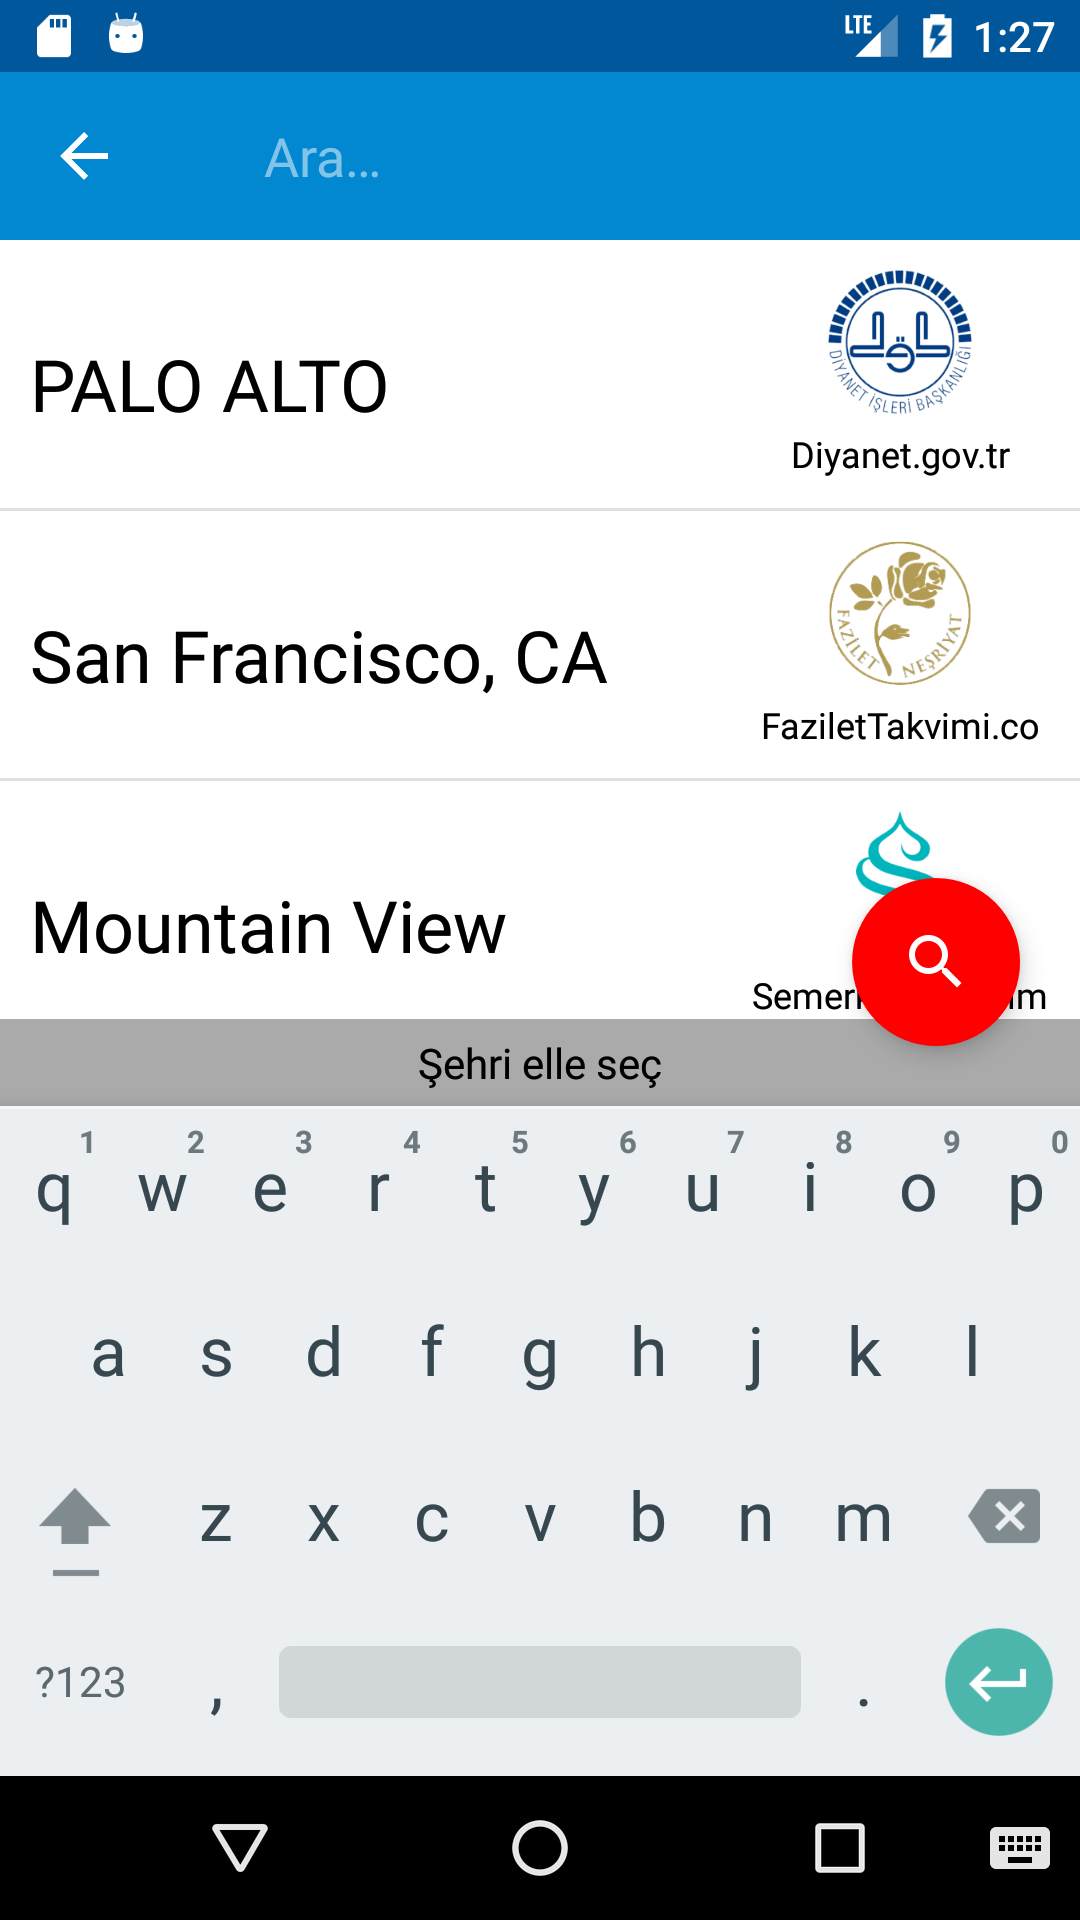 LTE 1:27
Ara...
DİYANET İŞLERİ BAŞKANLIĞI
PALO ALTO
Diyanet.gov.tr
FAZİLET NEŞRİYAT
San Francisco, CA
FaziletTakvimi.co
Mountain View
Şehri elle seç
1 2 3 4 5 6 7 8 9 0
q w e r t y u i o p
a s d f g h j k l
z x c v b n m
?123 , .